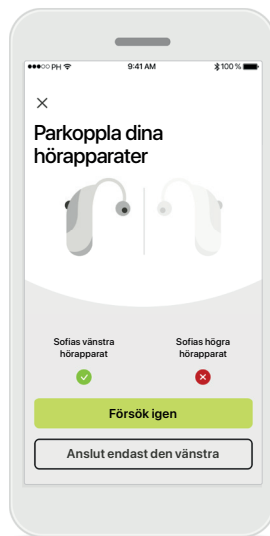 PH 9:41 AM 100 %
Parkoppla dina
hörapparater
Sofias vänstra
hörapparat
Sofias högra
hörapparat
Försök igen
Anslut endast den vänstra